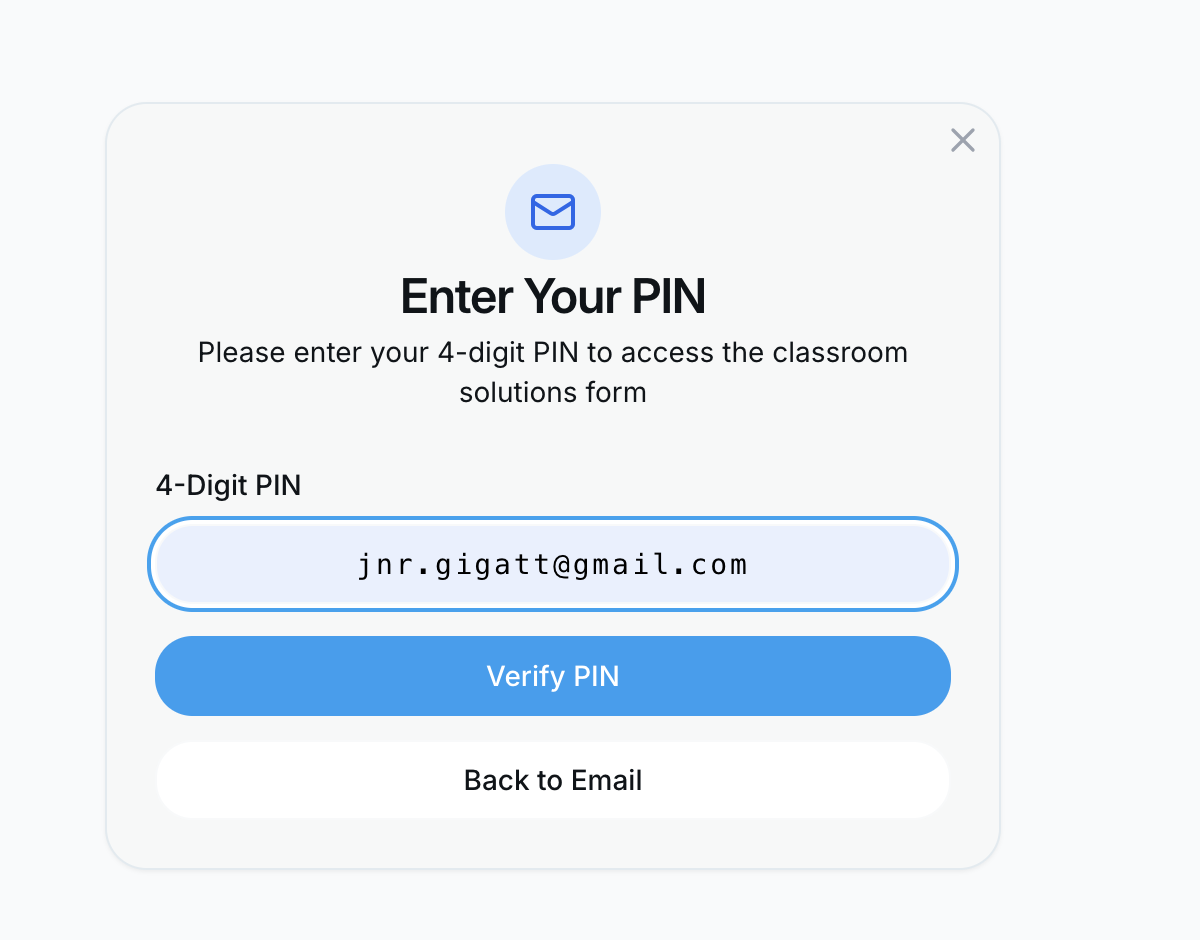 Enter Your PIN
Please enter your 4-digit PIN to access the classroom
solutions form
4-Digit PIN
jnr.gigatt@gmail.com
Verify PIN
Back to Email